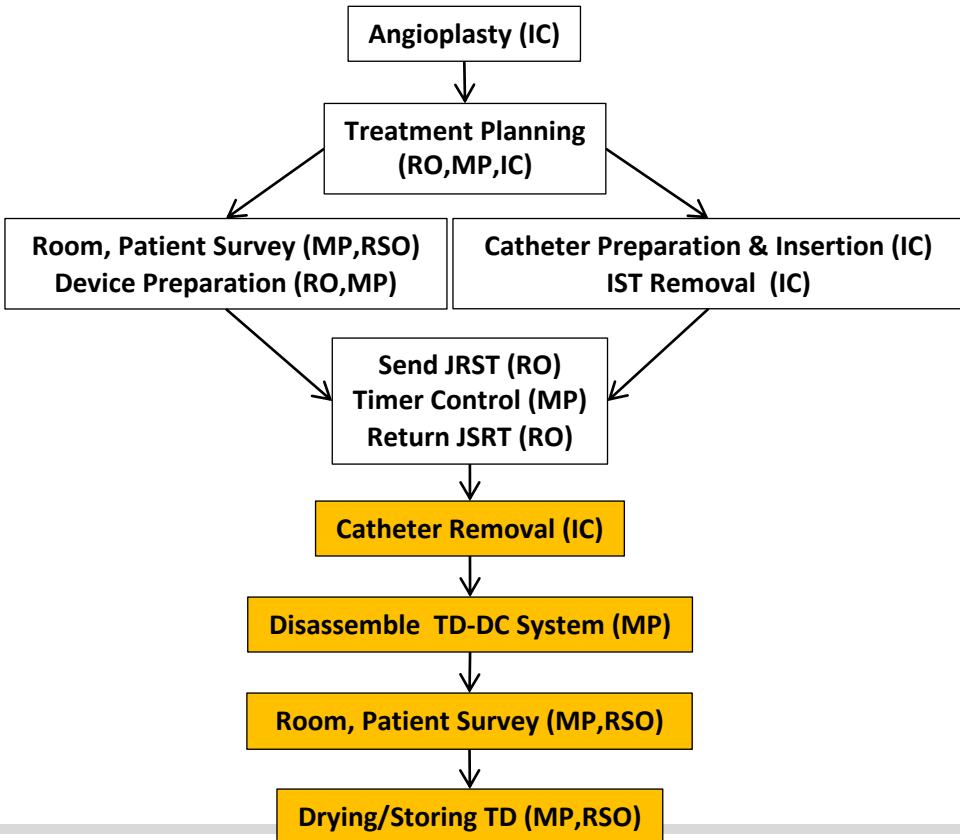 Angioplasty (IC)
Treatment Planning
(RO,MP,IC)
Room, Patient Survey (MP,RSO)
Device Preparation (RO,MP)
Catheter Preparation & Insertion (IC)
IST Removal (IC)
Send JRST (RO)
Timer Control (MP)
Return JSRT (RO)
Catheter Removal (IC)
Disassemble TD-DC System (MP)
Room, Patient Survey (MP,RSO)
Drying/Storing TD (MP,RSO)